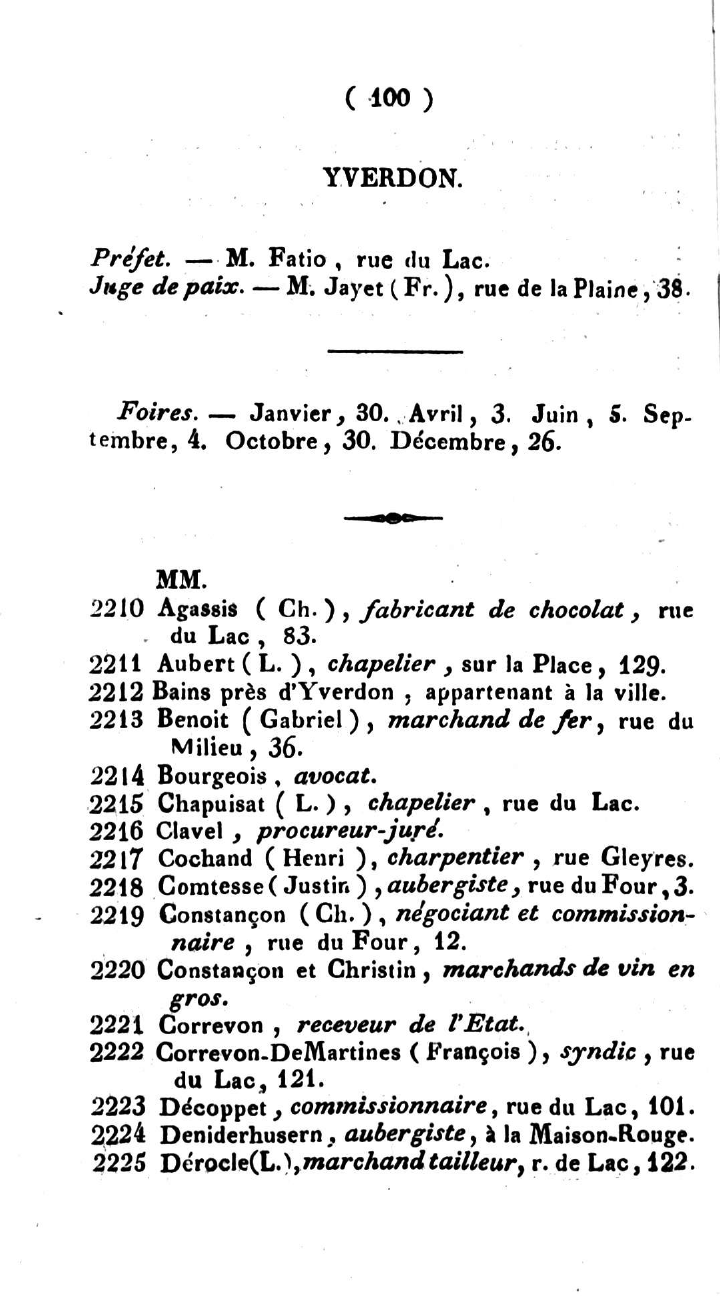 ( 100 )
YVERDON.
Préfet. — M. Fatio, rue du Lac.
Juge de paix. — M. Jayet (Fr.), rue de la Plaine, 38.
Foires. — Janvier, 30. Avril, 3. Juin, 5. Sep-
tembre, 4. Octobre, 30. Décembre, 26.
MM.
2210 Agassis ( Ch. ), fabricant de chocolat, rue
du Lac, 83.
2211 Aubert ( L. ), chapelier, sur la Place, 129.
2212 Bains près d'Yverdon, appartenant à la ville.
2213 Benoit ( Gabriel ), marchand de fer, rue du
Milieu, 36.
2214 Bourgeois, avocat.
2215 Chapuisat ( L. ), chapelier, rue du Lac.
2216 Clavel, procureur-juré.
2217 Cochand ( Henri ), charpentier, rue Gleyres.
2218 Comtesse ( Justin ), aubergiste, rue du Four, 3.
2219 Constançon ( Ch. ), négociant et commission-
naire, rue du Four, 12.
2220 Constançon et Christin, marchands de vin en
gros.
2221 Correvon, receveur de l'Etat.
2222 Correvon-DeMartines ( François ), syndic, rue
du Lac, 121.
2223 Décoppet, commissionnaire, rue du Lac, 101.
2224 Deniderhusern, aubergiste, à la Maison-Rouge.
2225 Dérocle (L.), marchand tailleur, r. de Lac, 122.